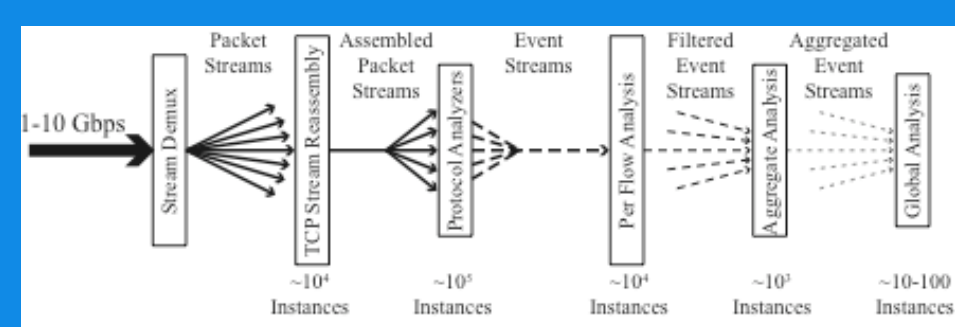 1-10 Gbps
Stream Demux
Packet
Streams
TCP Stream Reassembly
~10⁴
Instances
Assembled
Packet
Streams
Protocol Analyzers
~10⁵
Instances
Event
Streams
Per Flow Analysis
~10⁴
Instances
Filtered
Event
Streams
Aggregate Analysis
~10³
Instances
Aggregated
Event
Streams
Global Analysis
~10-100
Instances